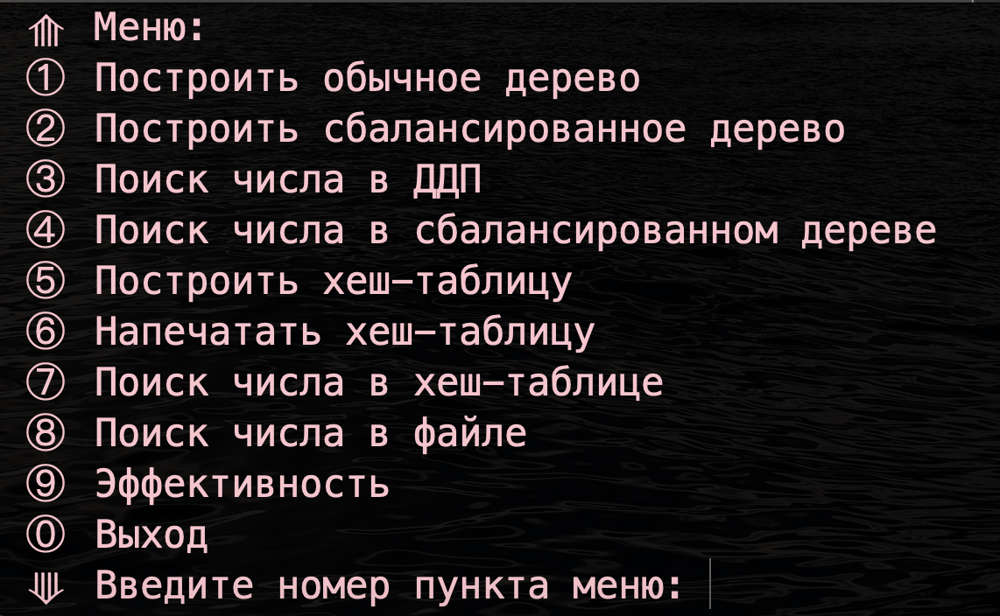 ⤊ Меню:
① Построить обычное дерево
② Построить сбалансированное дерево
③ Поиск числа в ДДП
④ Поиск числа в сбалансированном дереве
⑤ Построить хеш-таблицу
⑥ Напечатать хеш-таблицу
⑦ Поиск числа в хеш-таблице
⑧ Поиск числа в файле
⑨ Эффективность
⓪ Выход
⤋ Введите номер пункта меню: